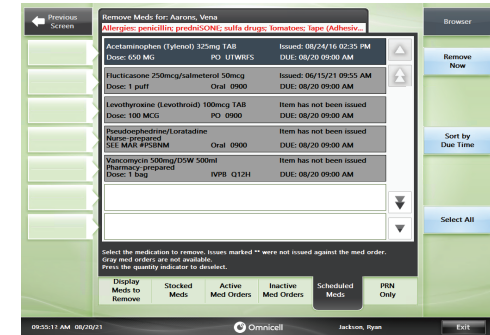 Previous
Screen
Remove Meds for: Aarons,
Vena
Allergies: penicillin; predniSONE; sulfa drugs; Tomatoes; Tape (Adhesiv...
Browser
Acetaminophen (Tylenol) 325mg TAB Issued: 08/24/16 02:35 PM
Dose: 650 MG PO UTWRFS DUE: 08/20 09:00 AM
Remove
Now
Fluticasone 250mcg/salmeterol 50mcg Issued: 06/15/21 09:55 AM
Dose: 1 puff Oral 0900 DUE: 08/20 09:00 AM
Levothyroxine (Levothroid) 100mcg TAB Item has not been issued
Dose: 100 MCG PO 0900 DUE: 08/20 09:00 AM
Pseudoephedrine/Loratadine Item has not been issued
Nurse-prepared
SEE MAR #PSBNM Oral 0900 DUE: 08/20 09:00 AM
Sort by
Due Time
Vancomycin 500mg/D5W 500ml Item has not been issued
Pharmacy-prepared
Dose: 1 bag IVPB Q12H DUE: 08/20 09:00 AM
Select All
Select the medication to remove. Issues marked ** were not issued against the med order.
Gray med orders are not available.
Press the quantity indicator to deselect.
Display
Meds to
Remove
Stocked
Meds
Active
Med Orders
Inactive
Med Orders
Scheduled
Meds
PRN
Only
09:55:12 AM 08/20/21 Omnicell Jackson, Ryan Exit